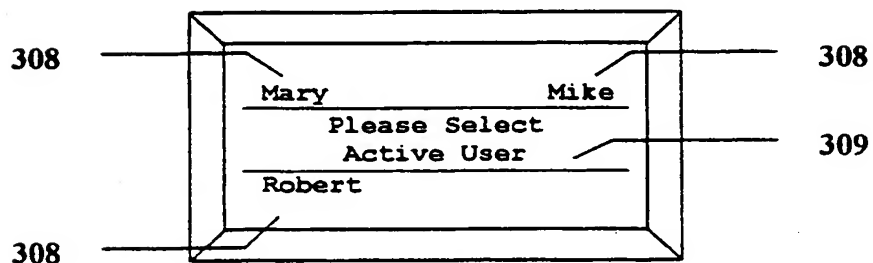 308 308
Mary Mike
Please Select
Active User
309
Robert
308